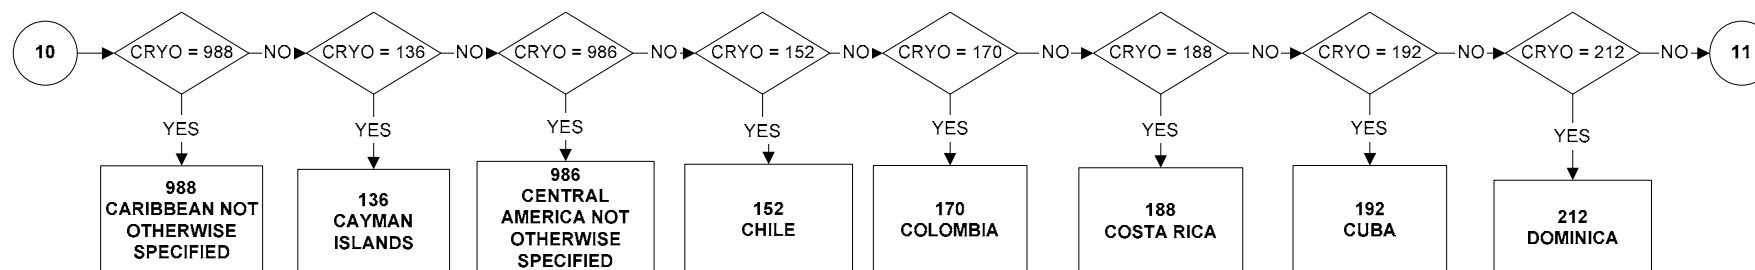 10
CRYO = 988
NO
CRYO = 136
NO
CRYO = 986
NO
CRYO = 152
NO
CRYO = 170
NO
CRYO = 188
NO
CRYO = 192
NO
CRYO = 212
NO
11
YES
YES
YES
YES
YES
YES
YES
YES
988
CARIBBEAN NOT
OTHERWISE
SPECIFIED
136
CAYMAN
ISLANDS
986
CENTRAL
AMERICA NOT
OTHERWISE
SPECIFIED
152
CHILE
170
COLOMBIA
188
COSTA RICA
192
CUBA
212
DOMINICA